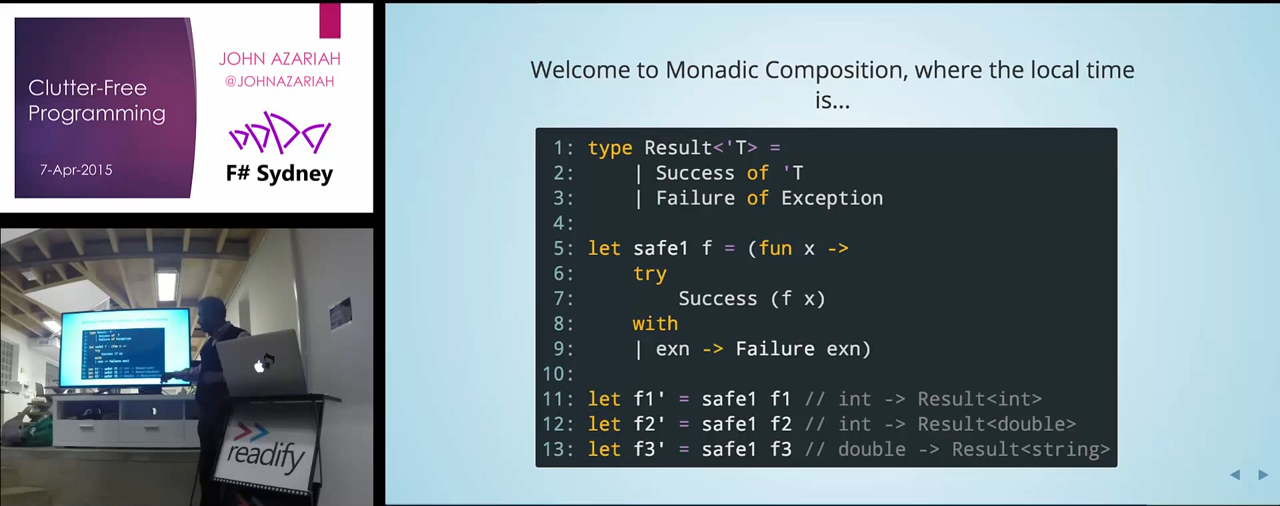 Clutter-Free
Programming
7-Apr-2015
JOHN AZARIAH
@JOHNAZARIAH
F# Sydney
readify
Welcome to Monadic Composition, where the local time
is...
1: type Result<'T> =
2:     | Success of 'T
3:     | Failure of Exception
4:
5: let safe1 f = (fun x ->
6:     try
7:         Success (f x)
8:     with
9:     | exn -> Failure exn)
10:
11: let f1' = safe1 f1 // int -> Result<int>
12: let f2' = safe1 f2 // int -> Result<double>
13: let f3' = safe1 f3 // double -> Result<string>